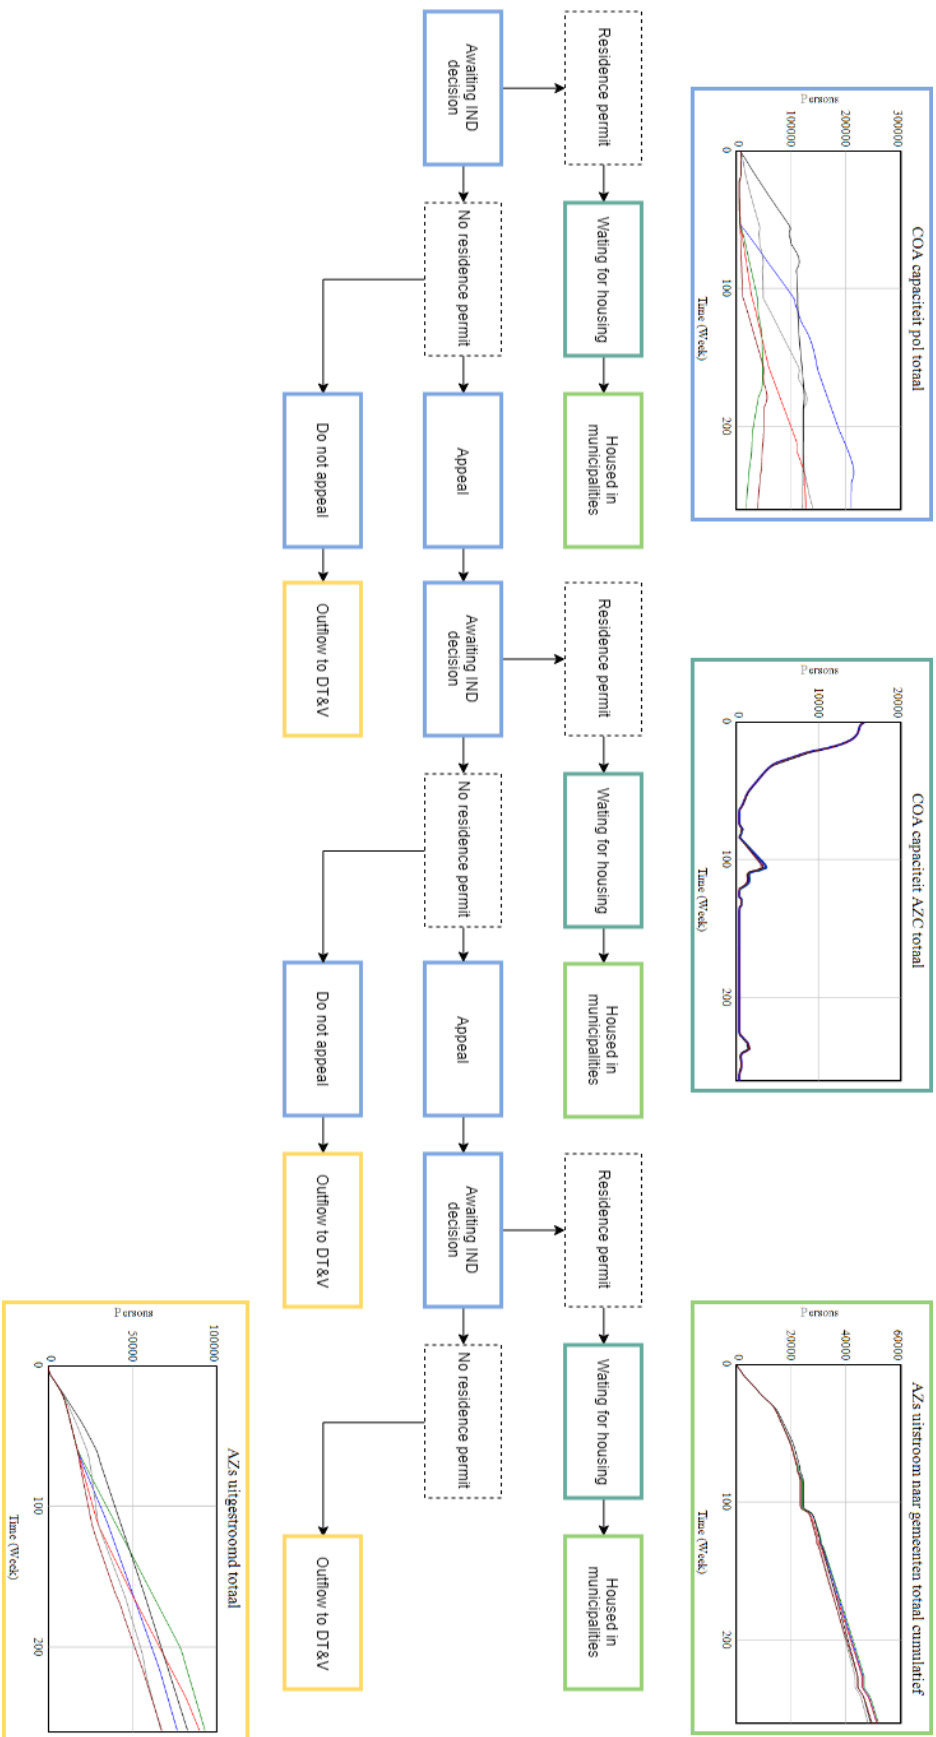 COA capaciteit pol totaal
300000
200000
100000
0
Persons
0
100
200
Time (Week)
COA capaciteit AZC totaal
20000
10000
0
Persons
0
100
200
Time (Week)
AZs uitstroom naar gemeenten totaal cumulatief
60000
40000
20000
0
Persons
0
100
200
Time (Week)
Residence permit
Wating for housing
Housed in
municipalities
Residence permit
Wating for housing
Housed in
municipalities
Residence permit
Wating for housing
Housed in
municipalities
Awaiting IND
decision
No residence permit
Appeal
Awaiting IND
decision
No residence permit
Appeal
Awaiting IND
decision
No residence permit
Do not appeal
Outflow to DT&V
Do not appeal
Outflow to DT&V
Outflow to DT&V
AZs uitgestroomd totaal
100000
50000
0
Persons
0
100
200
Time (Week)